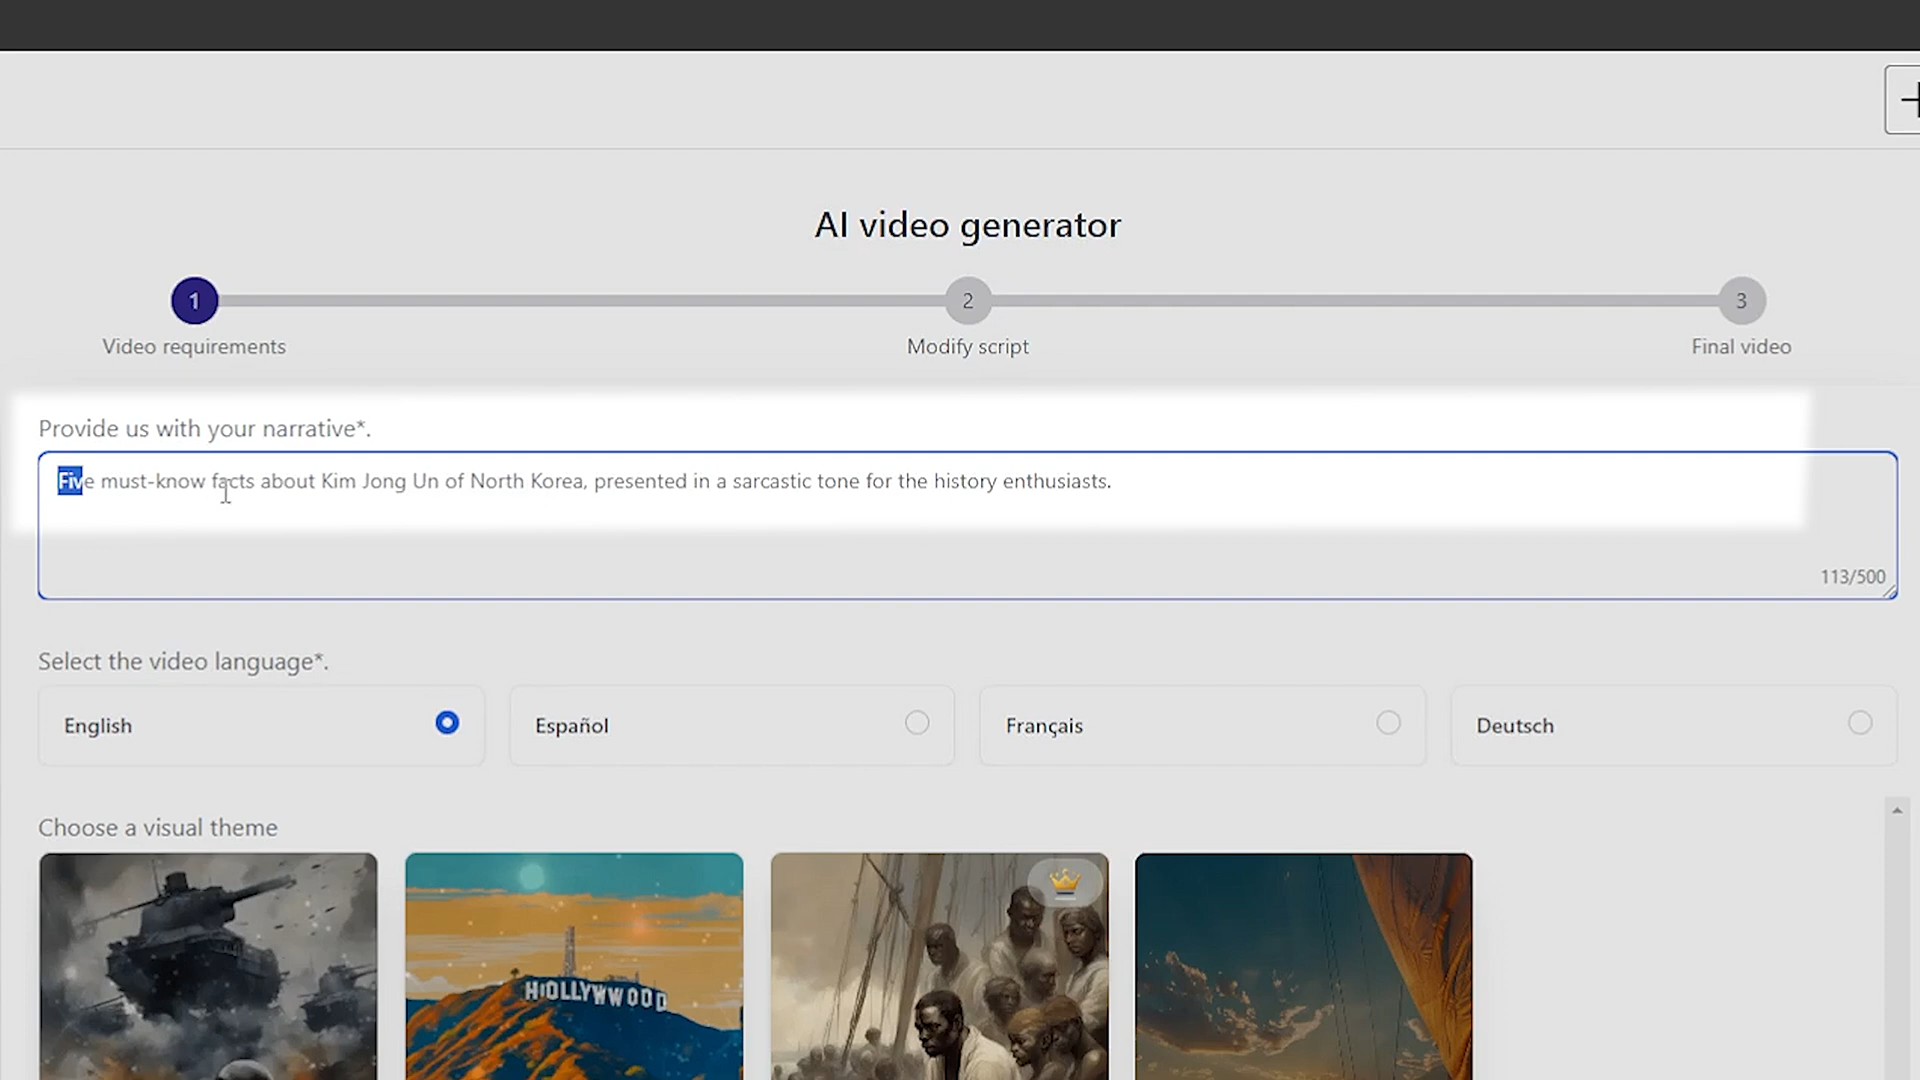 AI video generator
1
2
3
Video requirements
Modify script
Final video
Provide us with your narrative*.
Five must-know facts about Kim Jong Un of North Korea, presented in a sarcastic tone for the history enthusiasts.
113/500
Select the video language*.
English
Español
Français
Deutsch
Choose a visual theme
HIOLLYWWOOD